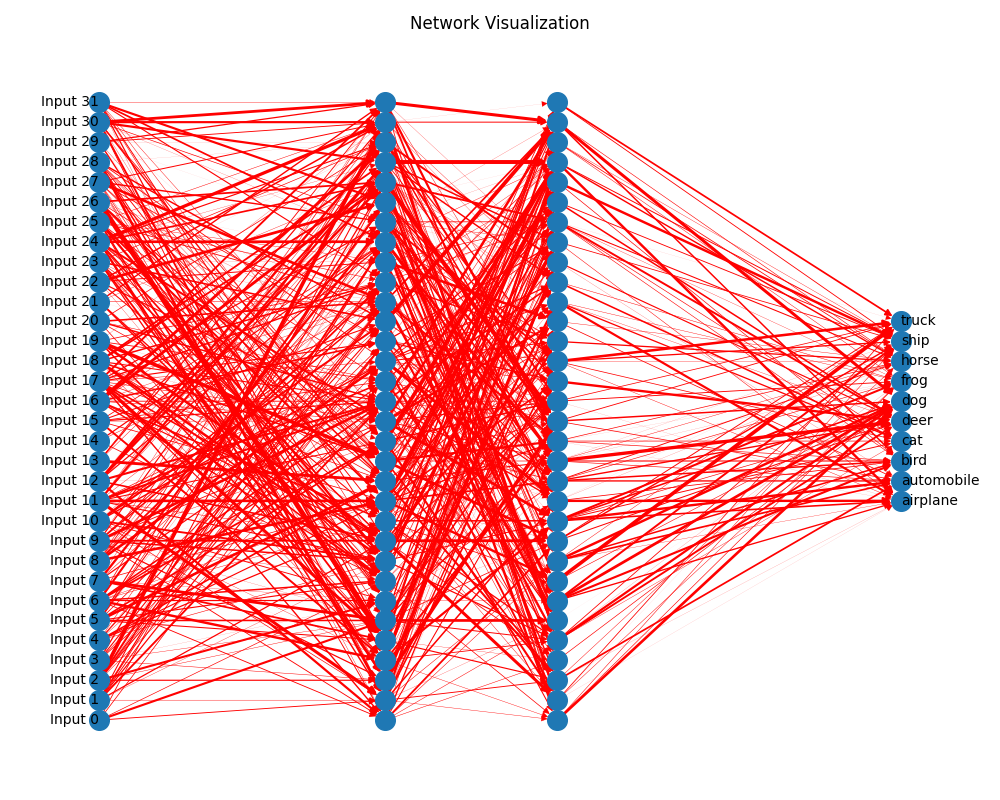 Network Visualization
Input 31
Input 30
Input 29
Input 28
Input 27
Input 26
Input 25
Input 24
Input 23
Input 22
Input 21
Input 20
Input 19
Input 18
Input 17
Input 16
Input 15
Input 14
Input 13
Input 12
Input 11
Input 10
Input 9
Input 8
Input 7
Input 6
Input 5
Input 4
Input 3
Input 2
Input 1
Input 0
truck
ship
horse
frog
dog
deer
cat
bird
automobile
airplane